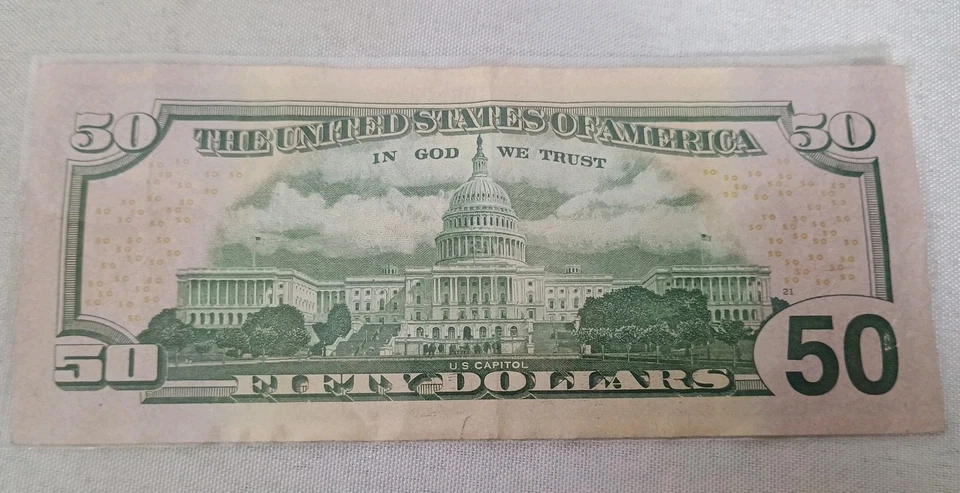 50 THE UNITED STATES OF AMERICA 50
IN GOD WE TRUST
21
50 50
U.S. CAPITOL
FIFTY DOLLARS